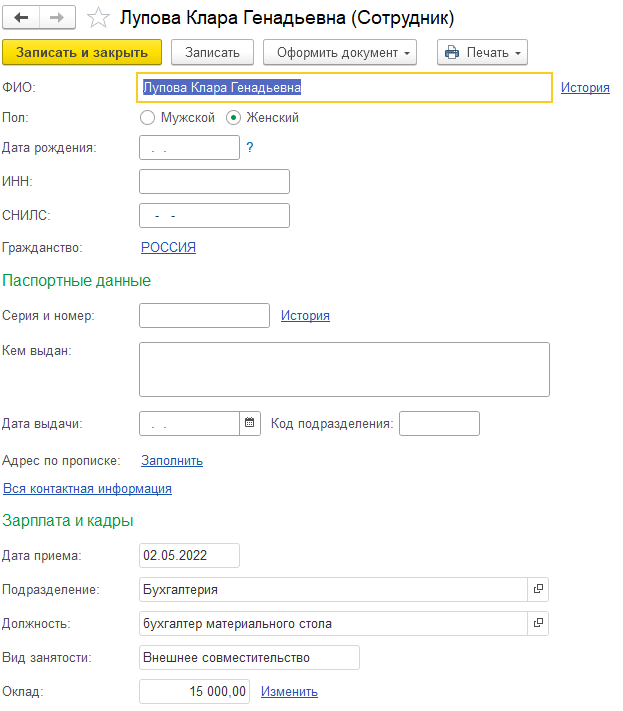 Лупова Клара Генадьевна (Сотрудник)
Записать и закрыть Записать Оформить документ Печать
ФИО: Лупова Клара Генадьевна История
Пол: Мужской Женский
Дата рождения: . . ?
ИНН:
СНИЛС: - -
Гражданство: РОССИЯ
Паспортные данные
Серия и номер: История
Кем выдан:
Дата выдачи: . . Код подразделения:
Адрес по прописке: Заполнить
Вся контактная информация
Зарплата и кадры
Дата приема: 02.05.2022
Подразделение: Бухгалтерия
Должность: бухгалтер материального стола
Вид занятости: Внешнее совместительство
Оклад: 15 000,00 Изменить